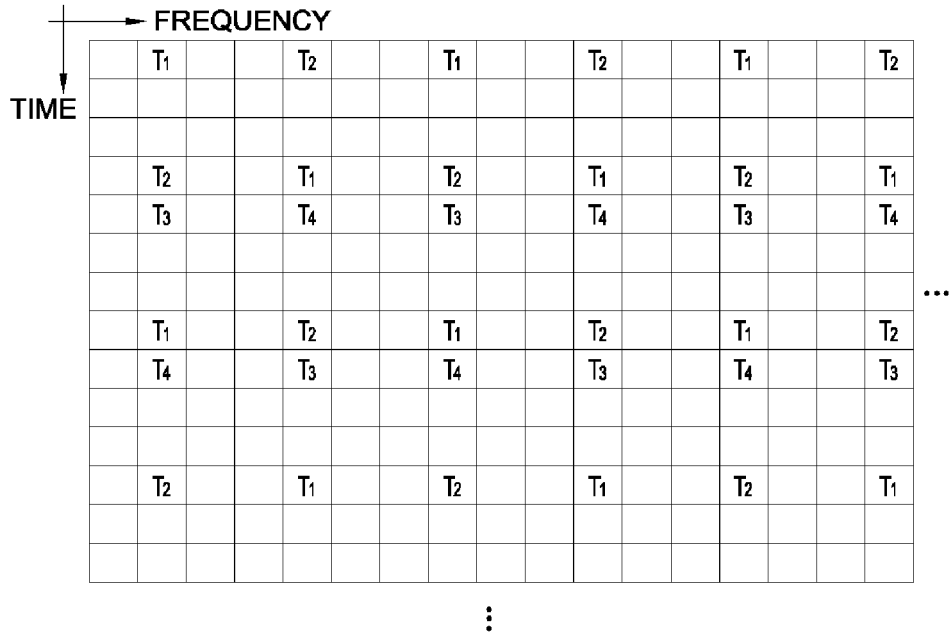 FREQUENCY
TIME
T1 T2 T1 T2 T1 T2
T2 T1 T2 T1 T2 T1
T3 T4 T3 T4 T3 T4
...
T1 T2 T1 T2 T1 T2
T4 T3 T4 T3 T4 T3
T2 T1 T2 T1 T2 T1
⋮